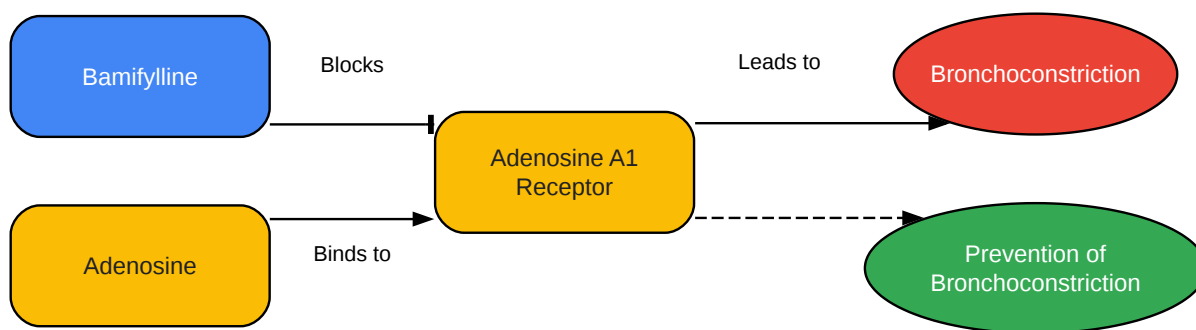 Bamifylline
Blocks
Leads to
Bronchoconstriction
Adenosine A1
Receptor
Adenosine
Binds to
Prevention of
Bronchoconstriction